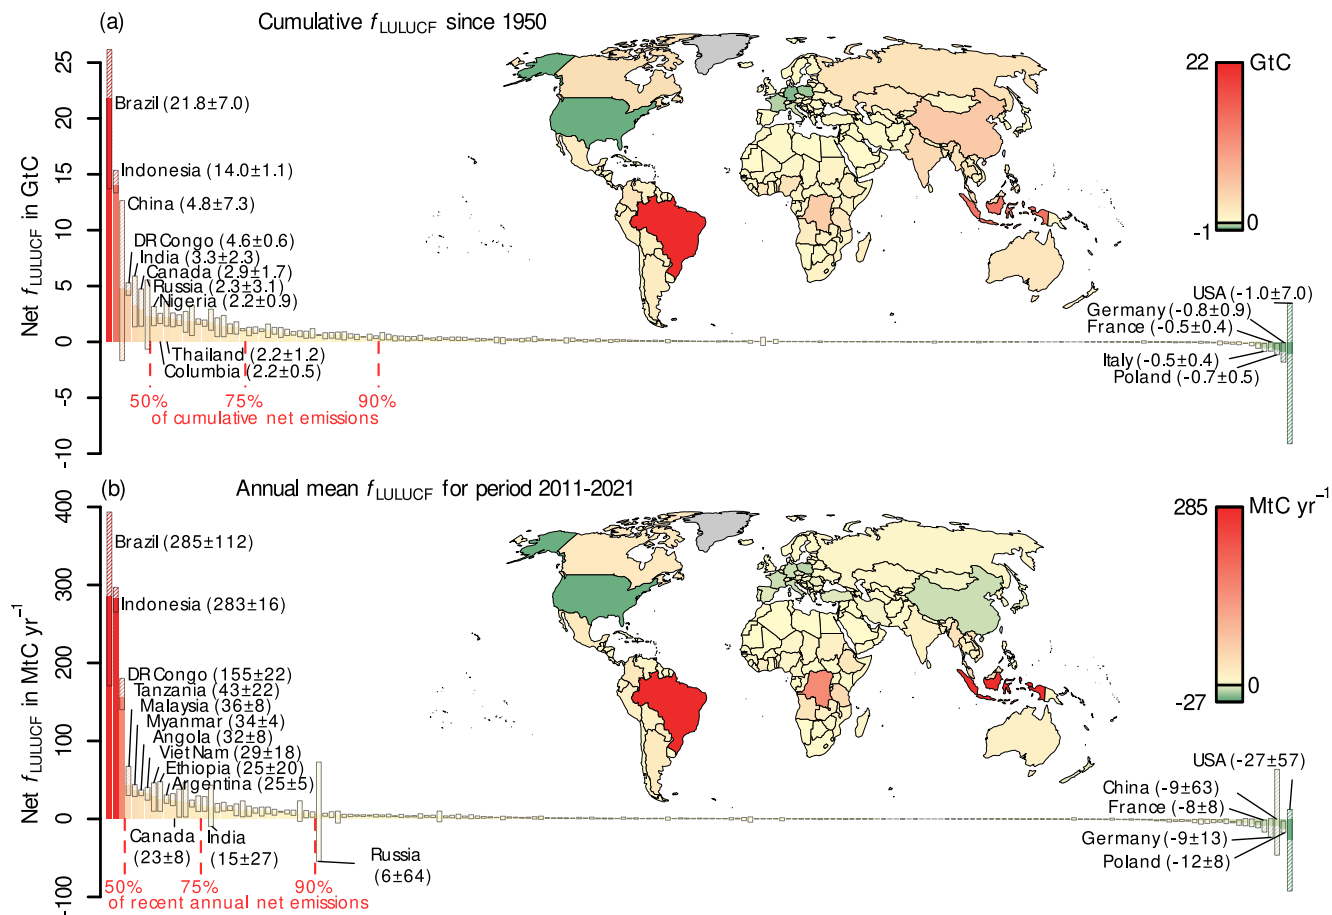 (a)
Cumulative fLULUCF since 1950
Net fLULUCF in GtC
25
20
15
10
5
0
-5
-10
Brazil (21.8±7.0)
Indonesia (14.0±1.1)
China (4.8±7.3)
DR Congo (4.6±0.6)
India (3.3±2.3)
Canada (2.9±1.7)
Russia (2.3±3.1)
Nigeria (2.2±0.9)
Thailand (2.2±1.2)
Columbia (2.2±0.5)
50%
75%
90%
of cumulative net emissions
22
GtC
0
-1
USA (-1.0±7.0)
Germany (-0.8±0.9)
France (-0.5±0.4)
Italy (-0.5±0.4)
Poland (-0.7±0.5)
(b)
Annual mean fLULUCF for period 2011-2021
Net fLULUCF in MtC yr−1
400
300
200
100
0
-100
Brazil (285±112)
Indonesia (283±16)
DR Congo (155±22)
Tanzania (43±22)
Malaysia (36±8)
Myanmar (34±4)
Angola (32±8)
Viet Nam (29±18)
Ethiopia (25±20)
Argentina (25±5)
Canada
(23±8)
India
(15±27)
Russia
(6±64)
50%
75%
90%
of recent annual net emissions
285
MtC yr−1
0
-27
USA (-27±57)
China (-9±63)
France (-8±8)
Germany (-9±13)
Poland (-12±8)